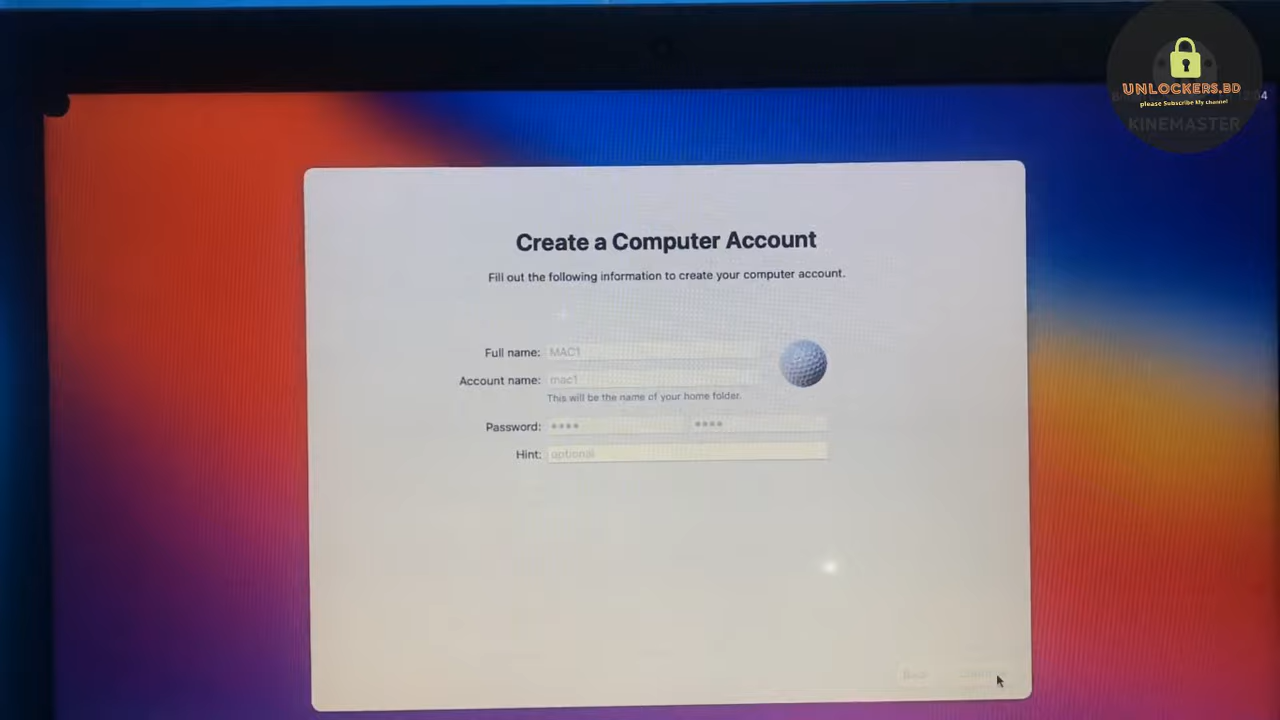 UNLOCKERS.BD
please Subscribe My channel
KINEMASTER
Create a Computer Account
Fill out the following information to create your computer account.
Full name: MAC1
Account name: mac1
This will be the name of your home folder.
Password: •••• ••••
Hint: optional